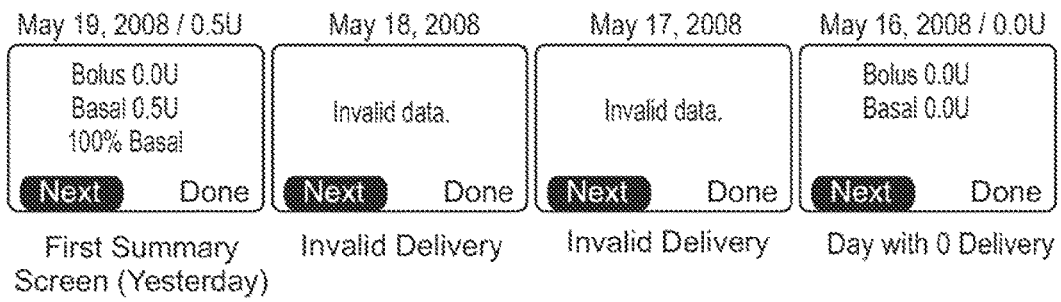 May 19, 2008 / 0.5U
Bolus 0.0U
Basal 0.5U
100% Basal
Next Done
First Summary
Screen (Yesterday)
May 18, 2008
Invalid data.
Next Done
Invalid Delivery
May 17, 2008
Invalid data.
Next Done
Invalid Delivery
May 16, 2008 / 0.0U
Bolus 0.0U
Basal 0.0U
Next Done
Day with 0 Delivery